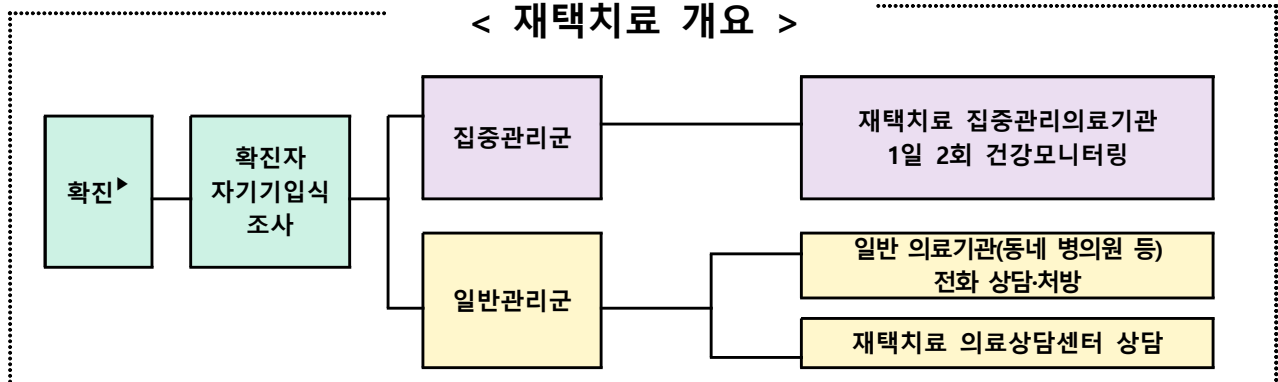 < 재택치료 개요 >
확진▶
확진자
자기기입식
조사
집중관리군
재택치료 집중관리의료기관
1일 2회 건강모니터링
일반관리군
일반 의료기관(동네 병의원 등)
전화 상담·처방
재택치료 의료상담센터 상담